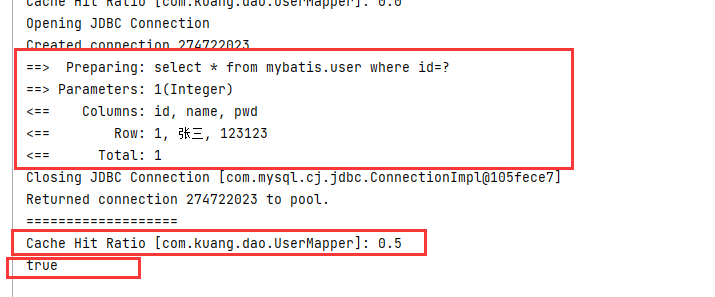 Cache Hit Ratio [com.kuang.dao.UserMapper]: 0.0
Opening JDBC Connection
Created connection 274722023
==>  Preparing: select * from mybatis.user where id=?
==> Parameters: 1(Integer)
<==    Columns: id, name, pwd
<==        Row: 1, 张三, 123123
<==      Total: 1
Closing JDBC Connection [com.mysql.cj.jdbc.ConnectionImpl@105fece7]
Returned connection 274722023 to pool.
===================
Cache Hit Ratio [com.kuang.dao.UserMapper]: 0.5
true